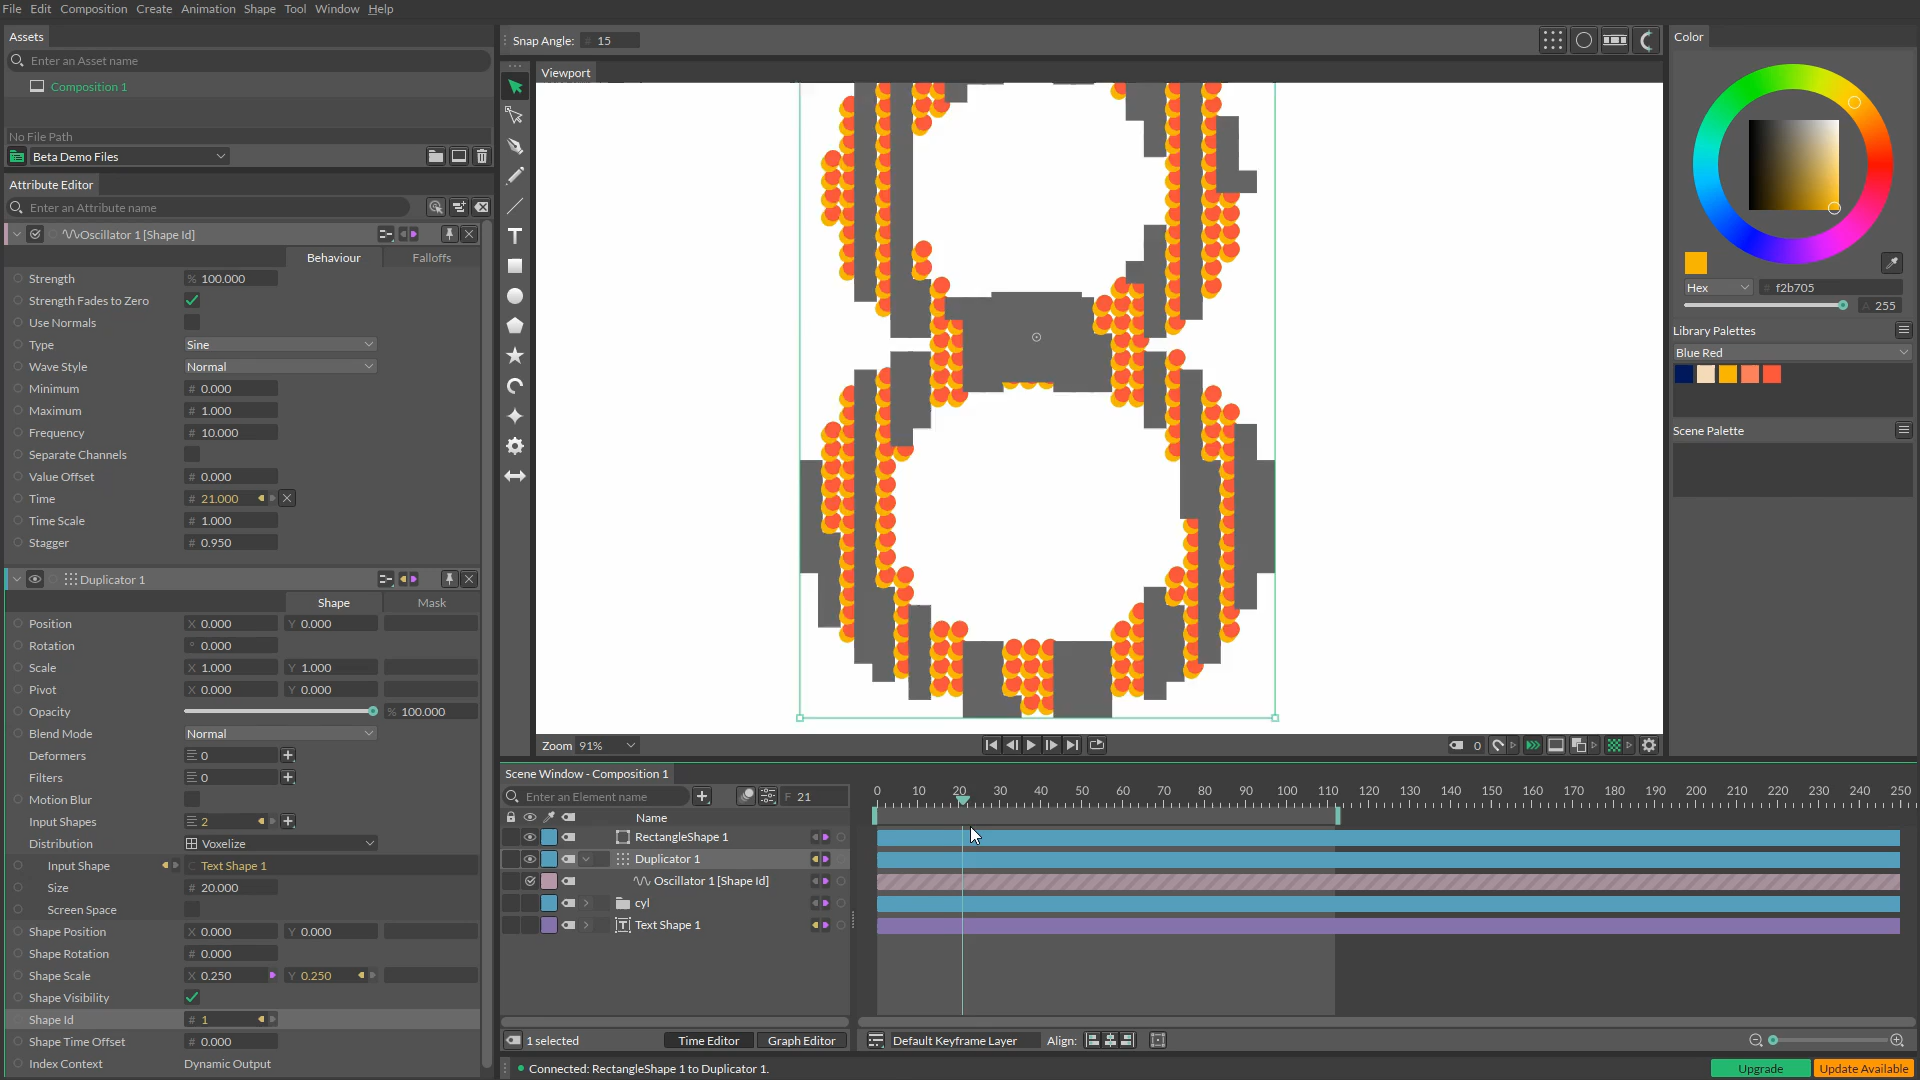 File Edit Composition Create Animation Shape Tool Window Help
Assets
Enter an Asset name
Composition 1
No File Path
Beta Demo Files
Attribute Editor
Enter an Attribute name
Oscillator 1 [Shape Id]
Behaviour Falloffs
Strength % 100.000
Strength Fades to Zero
Use Normals
Type Sine
Wave Style Normal
Minimum # 0.000
Maximum # 1.000
Frequency # 10.000
Separate Channels
Value Offset # 0.000
Time # 21.000
Time Scale # 1.000
Stagger # 0.950
Duplicator 1
Shape Mask
Position X 0.000 Y 0.000
Rotation ° 0.000
Scale X 1.000 Y 1.000
Pivot X 0.000 Y 0.000
Opacity % 100.000
Blend Mode Normal
Deformers 0
Filters 0
Motion Blur
Input Shapes 2
Distribution Voxelize
Input Shape Text Shape 1
Size # 20.000
Screen Space
Shape Position X 0.000 Y 0.000
Shape Rotation # 0.000
Shape Scale X 0.250 Y 0.250
Shape Visibility
Shape Id # 1
Shape Time Offset # 0.000
Index Context Dynamic Output
Snap Angle: 15
Viewport
Zoom 91%
0
Scene Window - Composition 1
Enter an Element name
F 21
0 10 20 30 40 50 60 70 80 90 100 110 120 130 140 150 160 170 180 190 200 210 220 230 240 250
Name
RectangleShape 1
Duplicator 1
Oscillator 1 [Shape Id]
cyl
Text Shape 1
1 selected
Time Editor Graph Editor
Default Keyframe Layer Align:
Connected: RectangleShape 1 to Duplicator 1.
Upgrade Update Available
Color
Hex # f2b705
A 255
Library Palettes
Blue Red
Scene Palette